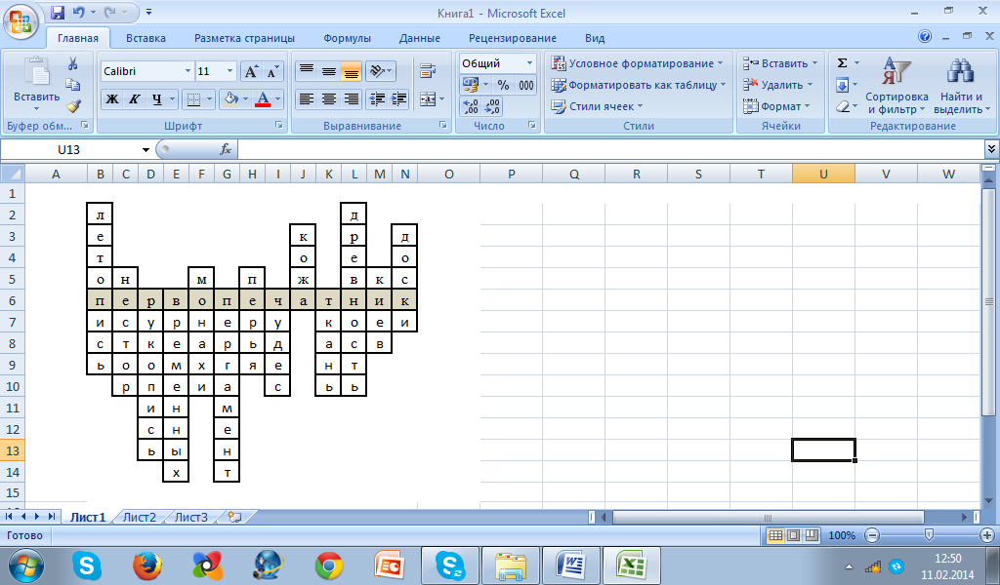 Книга1 - Microsoft Excel
Главная Вставка Разметка страницы Формулы Данные Рецензирование Вид
Вставить Calibri 11 A A Общий Условное форматирование Вставить Σ
Ж К Ч А % 000 Форматировать как таблицу Удалить Сортировка и фильтр Найти и выделить
,00 ,0 Стили ячеек Формат
Буфер обм... Шрифт Выравнивание Число Стили Ячейки Редактирование
U13 fx
A B C D E F G H I J K L M N O P Q R S T U V W
1
2 л д
3 е к р д
4 т о е о
5 о н м п ж в к с
6 п е р в о п е ч а т н и к
7 и с у р н е р у к о е и
8 с т к е а р ь д а с в
9 ь о о м х г я е н т
10 р п е и а с ь ь
11 и н м
12 с н е
13 ь ы н
14 х т
15
Лист1 Лист2 Лист3
Готово 100%
12:50
11.02.2014